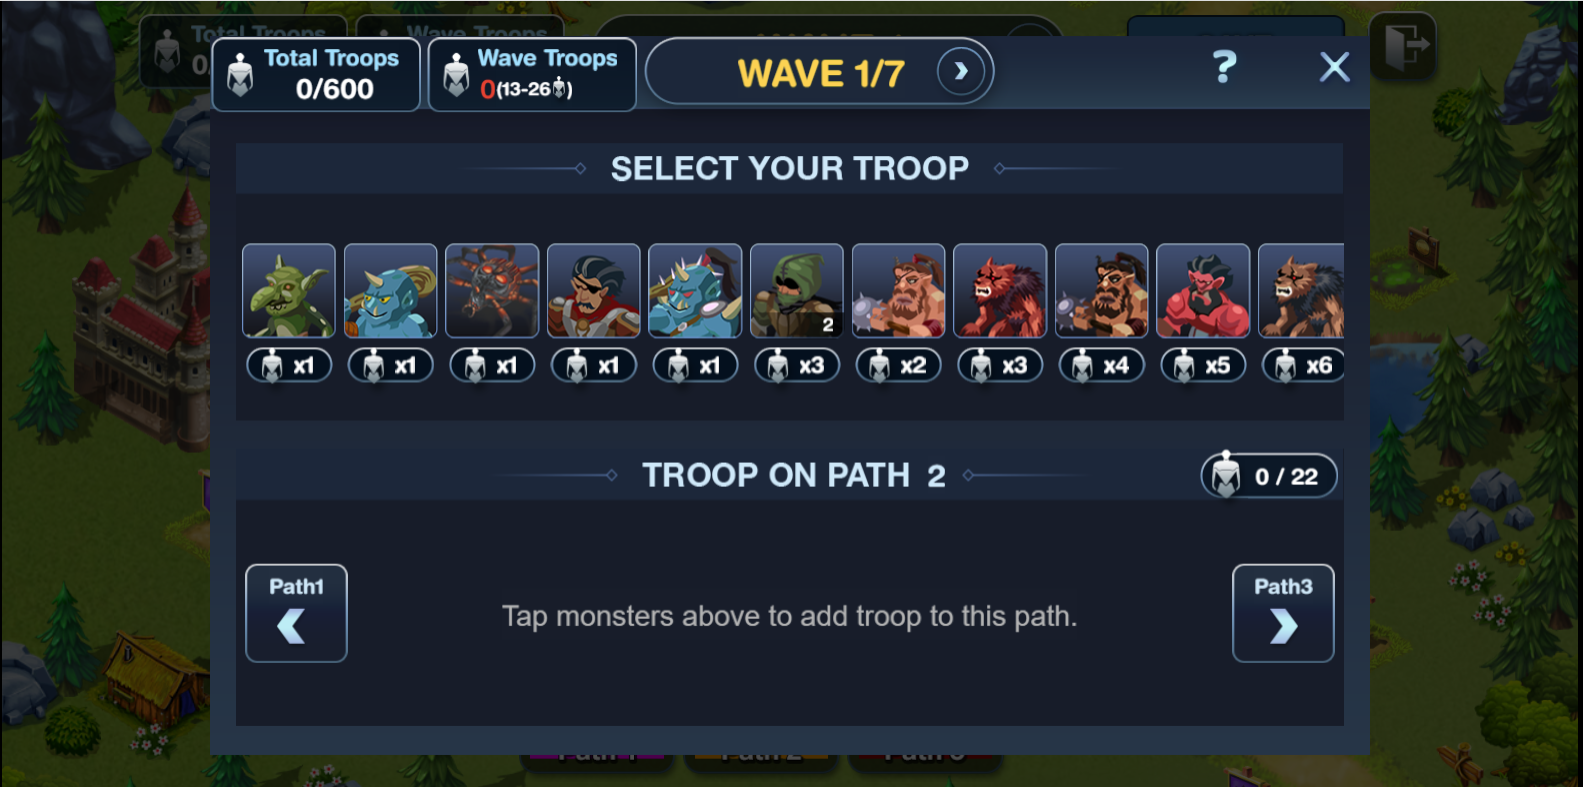 Total Troops
0/600
Wave Troops
0(13-26)
WAVE 1/7
?
SELECT YOUR TROOP
2
x1
x1
x1
x1
x1
x3
x2
x3
x4
x5
x6
TROOP ON PATH 2
0 / 22
Path1
Tap monsters above to add troop to this path.
Path3